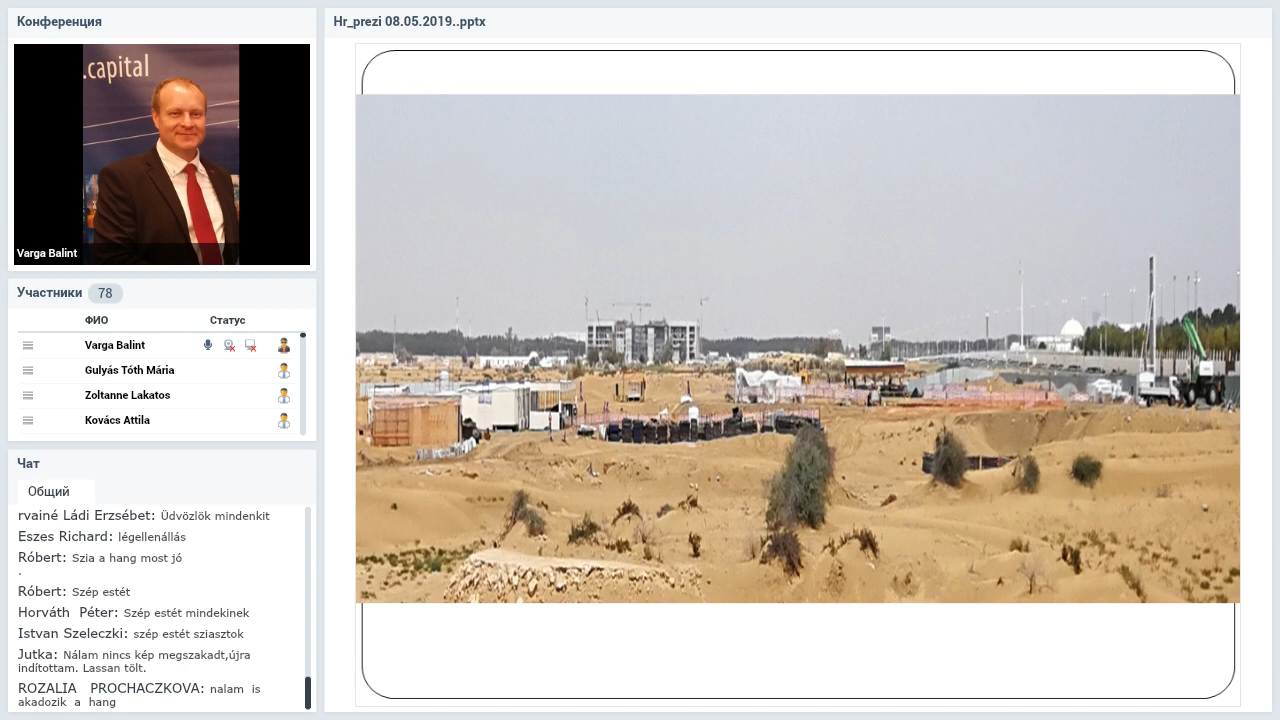 Конференция
.capital
Varga Balint
Участники 78
ФИО Статус
Varga Balint
Gulyás Tóth Mária
Zoltanne Lakatos
Kovács Attila
Чат
Общий
rvainé Ládi Erzsébet: Üdvözlök mindenkit
Eszes Richard: légellenállás
Róbert: Szia a hang most jó
.
Róbert: Szép estét
Horváth Péter: Szép estét mindekinek
Istvan Szeleczki: szép estét sziasztok
Jutka: Nálam nincs kép megszakadt,újra
indítottam. Lassan tölt.
ROZALIA PROCHACZKOVA: nalam is
akadozik a hang
Hr_prezi 08.05.2019..pptx